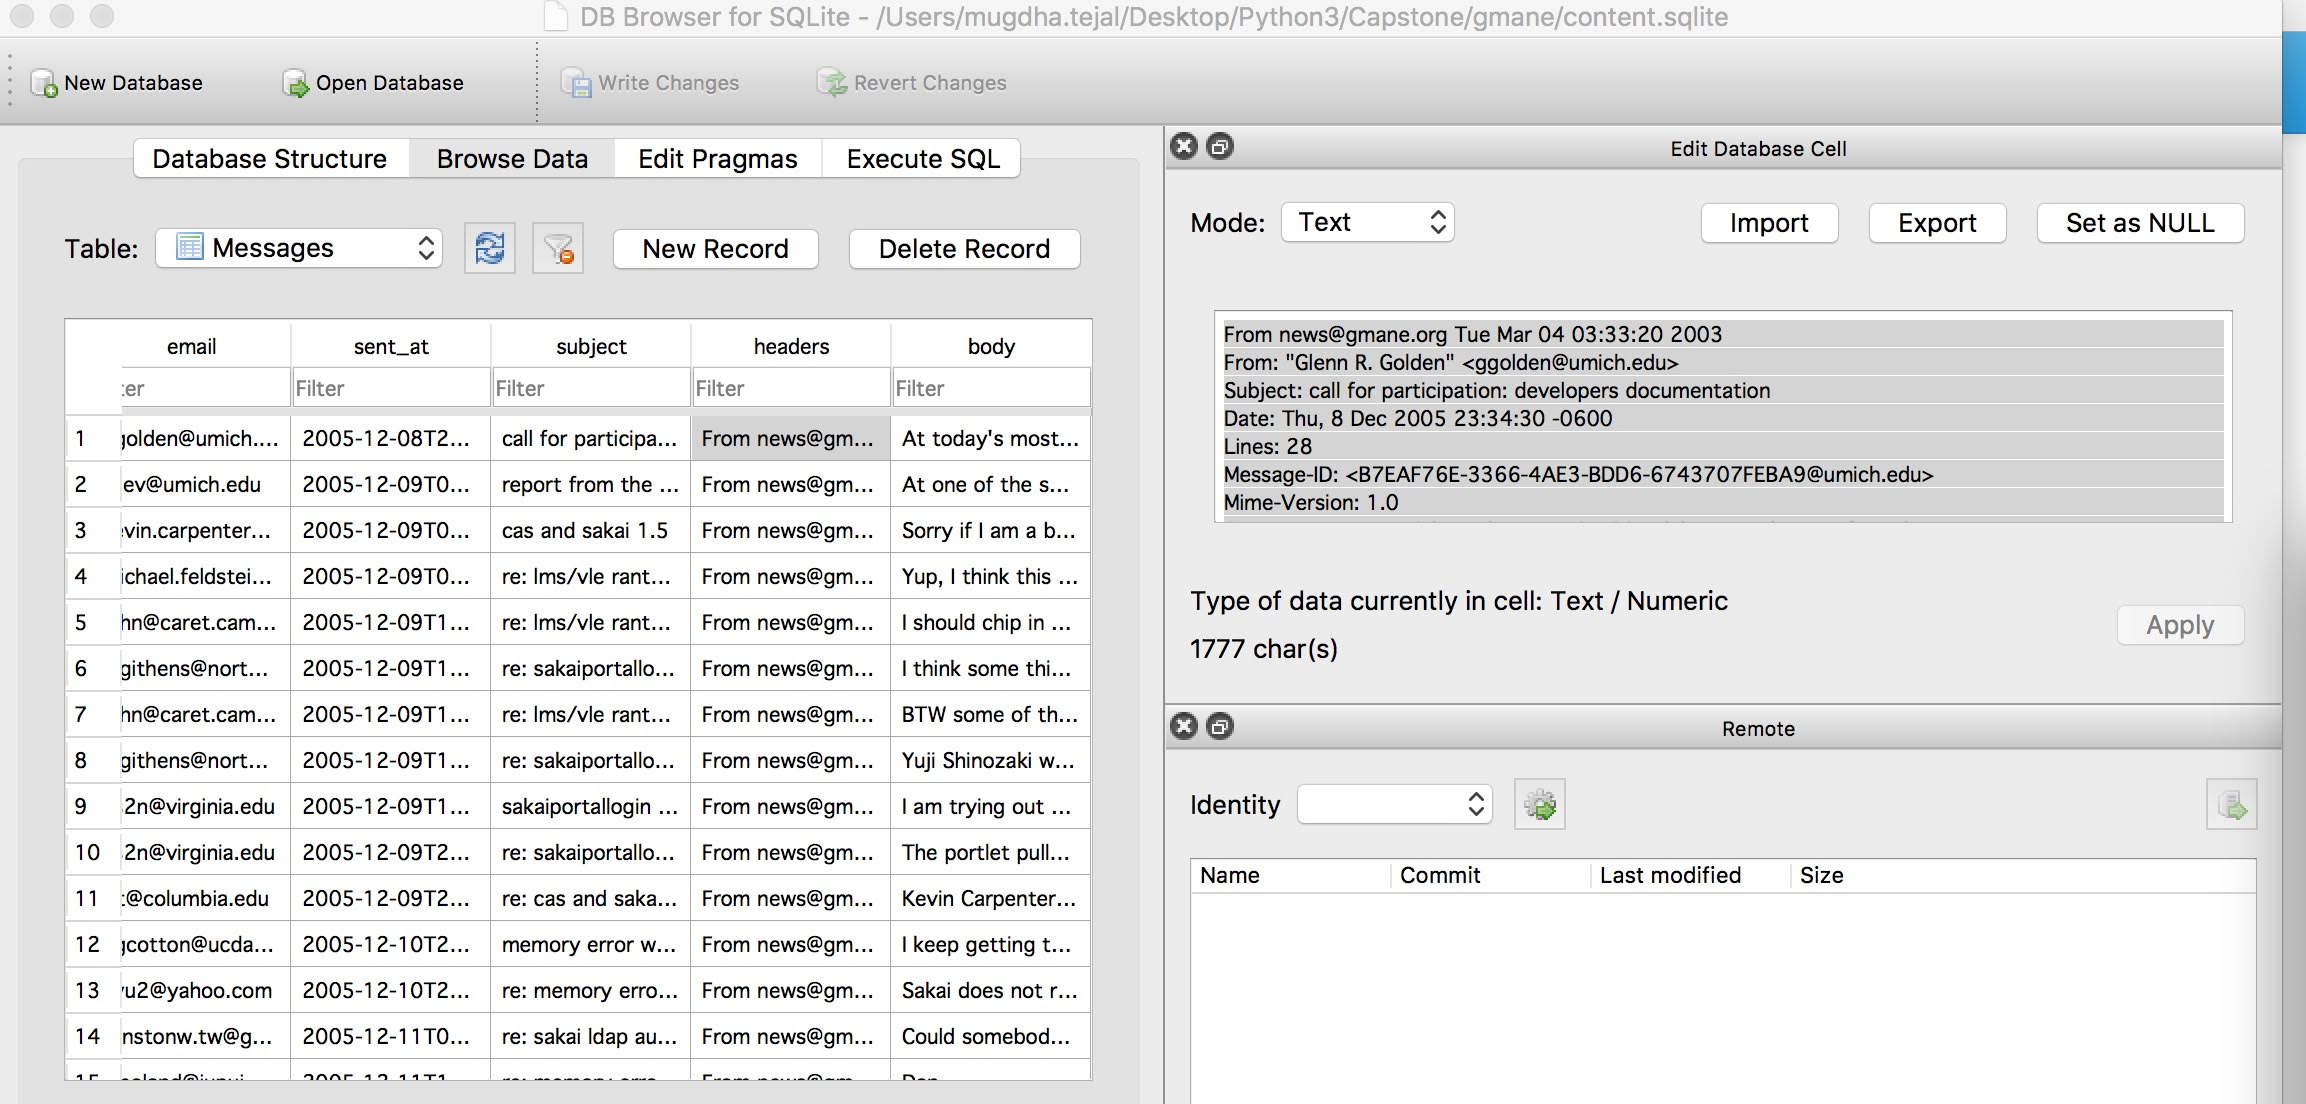 DB Browser for SQLite - /Users/mugdha.tejal/Desktop/Python3/Capstone/gmane/content.sqlite
New Database Open Database Write Changes Revert Changes
Database Structure Browse Data Edit Pragmas Execute SQL
Table: Messages New Record Delete Record
email sent_at subject headers body
ter Filter Filter Filter Filter
1 golden@umich.... 2005-12-08T2... call for participa... From news@gm... At today's most...
2 ev@umich.edu 2005-12-09T0... report from the ... From news@gm... At one of the s...
3 vin.carpenter... 2005-12-09T0... cas and sakai 1.5 From news@gm... Sorry if I am a b...
4 ichael.feldstei... 2005-12-09T0... re: lms/vle rant... From news@gm... Yup, I think this ...
5 hn@caret.cam... 2005-12-09T1... re: lms/vle rant... From news@gm... I should chip in ...
6 githens@nort... 2005-12-09T1... re: sakaiportallo... From news@gm... I think some thi...
7 hn@caret.cam... 2005-12-09T1... re: lms/vle rant... From news@gm... BTW some of th...
8 githens@nort... 2005-12-09T1... re: sakaiportallo... From news@gm... Yuji Shinozaki w...
9 2n@virginia.edu 2005-12-09T1... sakaiportallogin ... From news@gm... I am trying out ...
10 2n@virginia.edu 2005-12-09T2... re: sakaiportallo... From news@gm... The portlet pull...
11 t@columbia.edu 2005-12-09T2... re: cas and saka... From news@gm... Kevin Carpenter...
12 gcotton@ucda... 2005-12-10T2... memory error w... From news@gm... I keep getting t...
13 u2@yahoo.com 2005-12-10T2... re: memory erro... From news@gm... Sakai does not r...
14 nstonw.tw@g... 2005-12-11T0... re: sakai ldap au... From news@gm... Could somebod...
Edit Database Cell
Mode: Text Import Export Set as NULL
From news@gmane.org Tue Mar 04 03:33:20 2003
From: "Glenn R. Golden" <ggolden@umich.edu>
Subject: call for participation: developers documentation
Date: Thu, 8 Dec 2005 23:34:30 -0600
Lines: 28
Message-ID: <B7EAF76E-3366-4AE3-BDD6-6743707FEBA9@umich.edu>
Mime-Version: 1.0
Type of data currently in cell: Text / Numeric
1777 char(s)
Apply
Remote
Identity
Name Commit Last modified Size